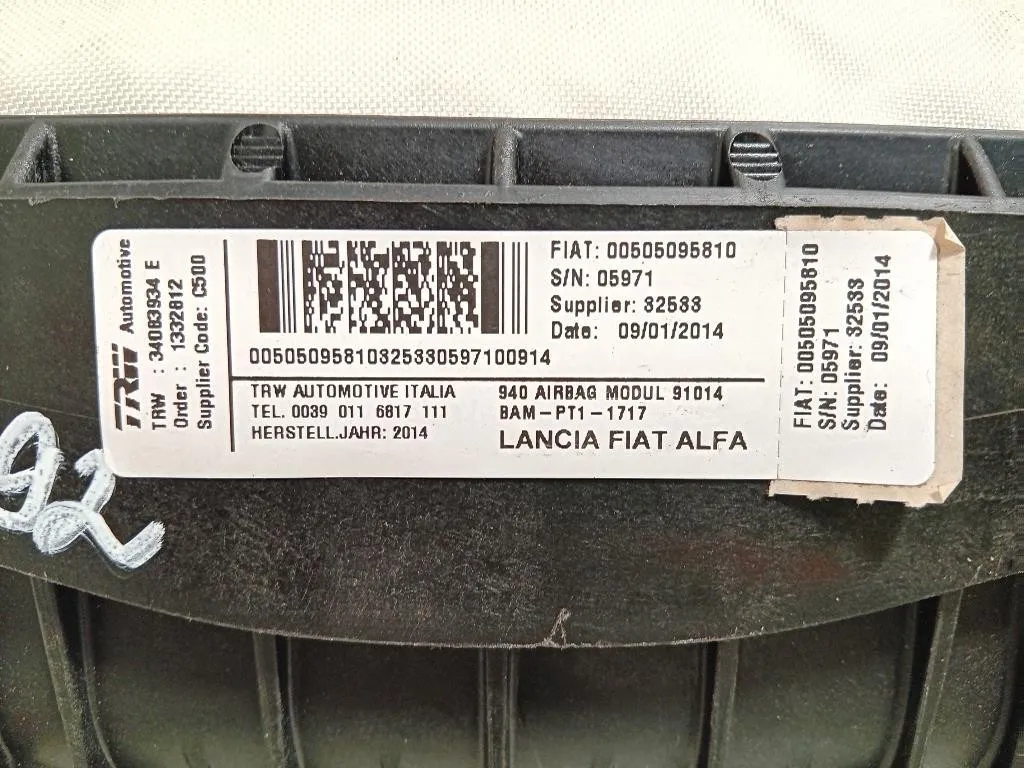 TRW Automotive
TRW : 34083934 E
Order : 1332812
Supplier Code: C500
FIAT: 00505095810
S/N: 05971
Supplier: 32533
Date: 09/01/2014
00505095810325330597100914
TRW AUTOMOTIVE ITALIA
TEL. 0039 011 6817 111
HERSTELL.JAHR: 2014
940 AIRBAG MODUL 91014
BAM-PT1-1717
LANCIA FIAT ALFA
FIAT: 00505095810
S/N: 05971
Supplier: 32533
Date: 09/01/2014
92